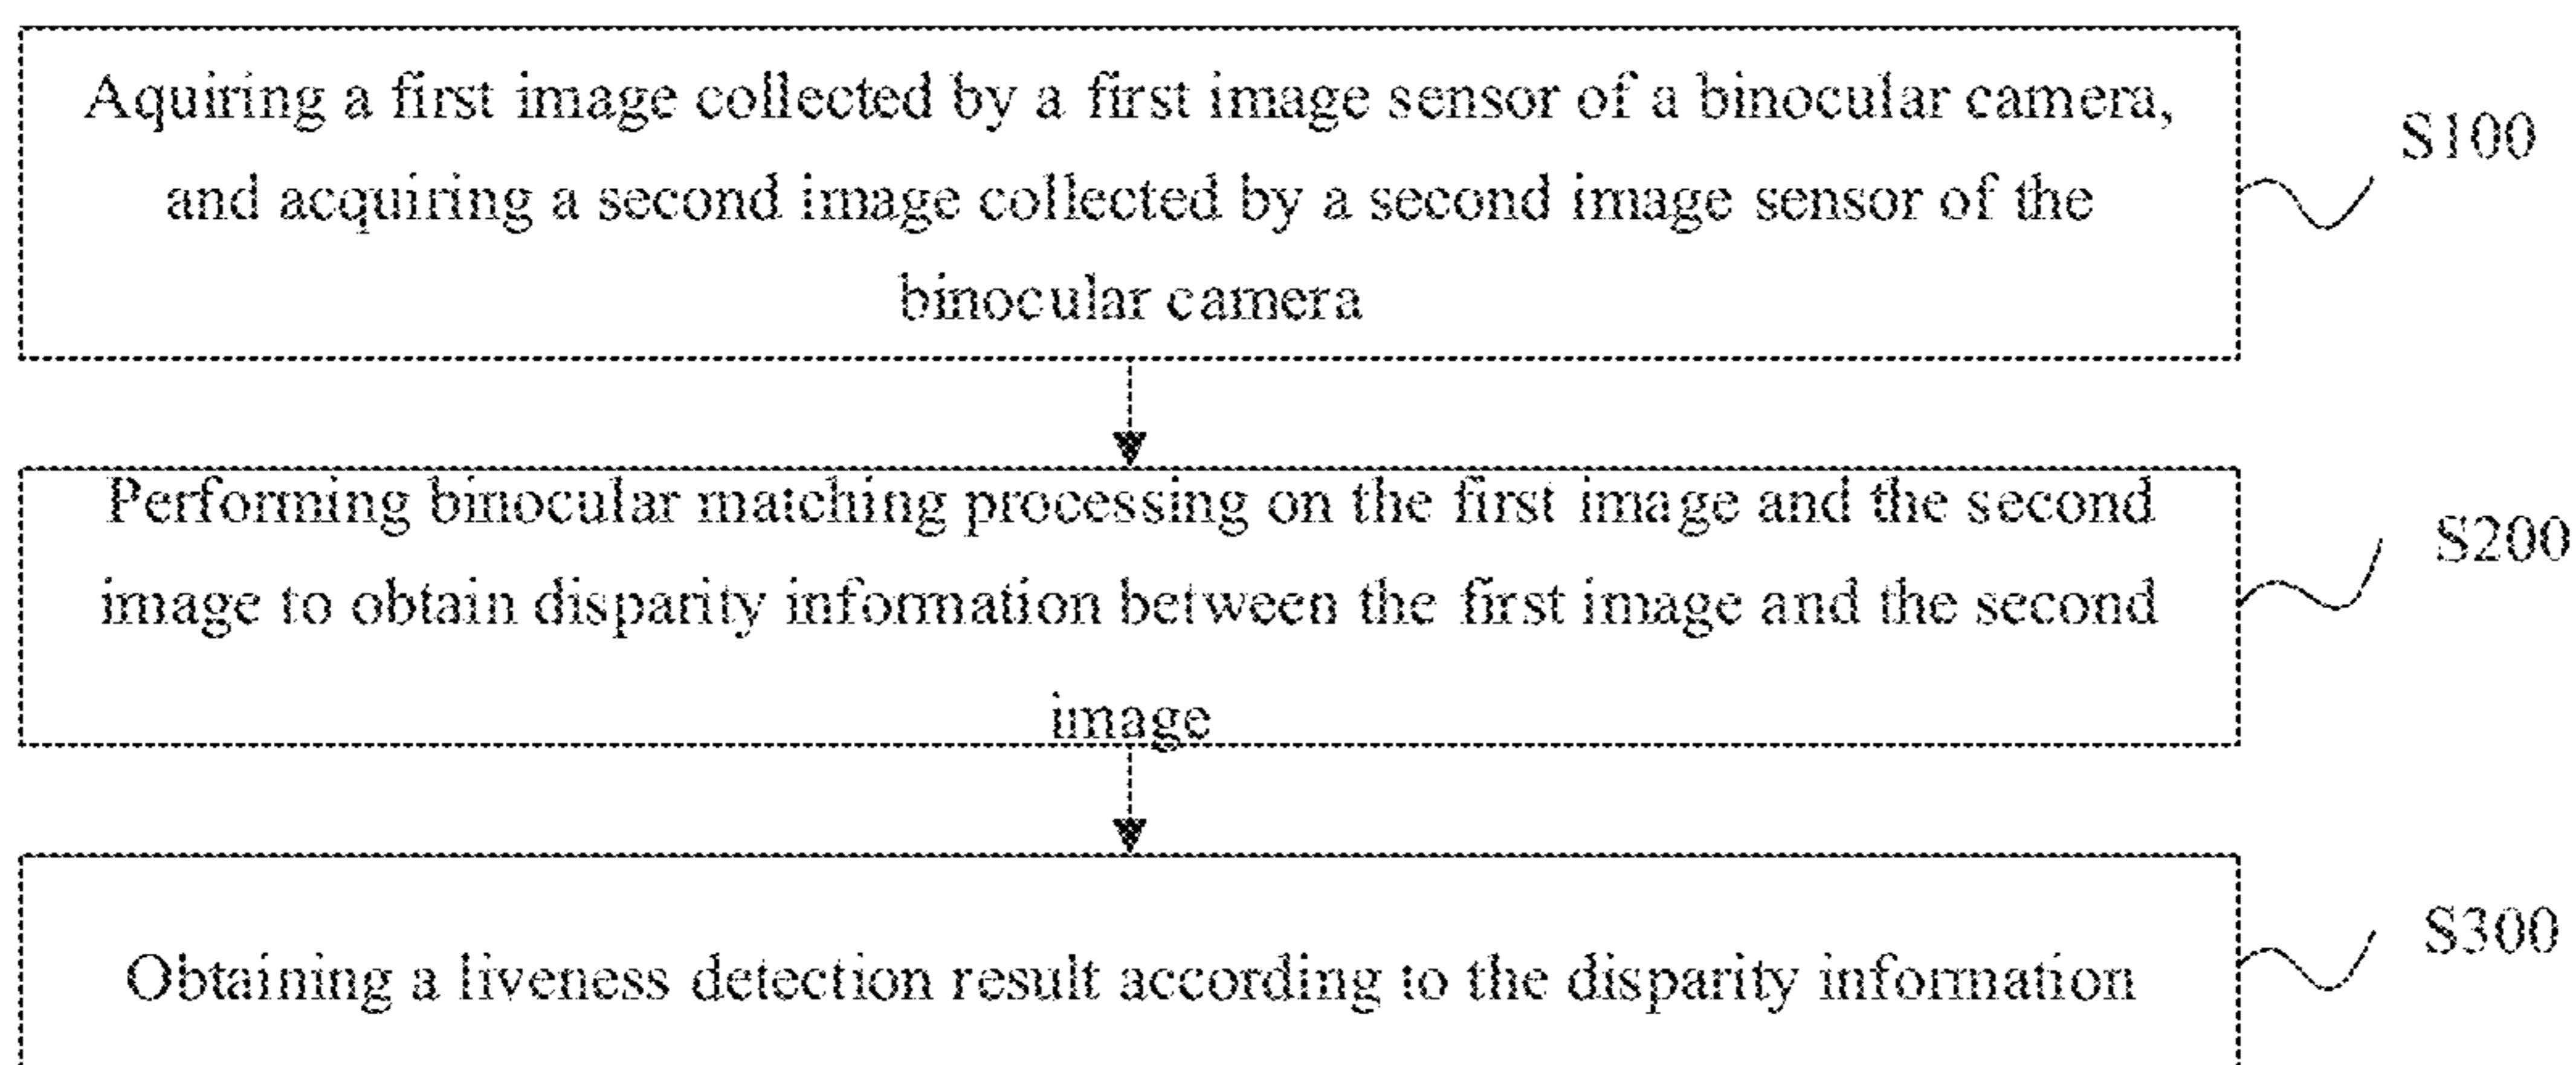 Aquiring a first image collected by a first image sensor of a binocular camera,
and acquiring a second image collected by a second image sensor of the
binocular camera
S100
Performing binocular matching processing on the first image and the second
image to obtain disparity information between the first image and the second
image
S200
Obtaining a liveness detection result according to the disparity information
S300